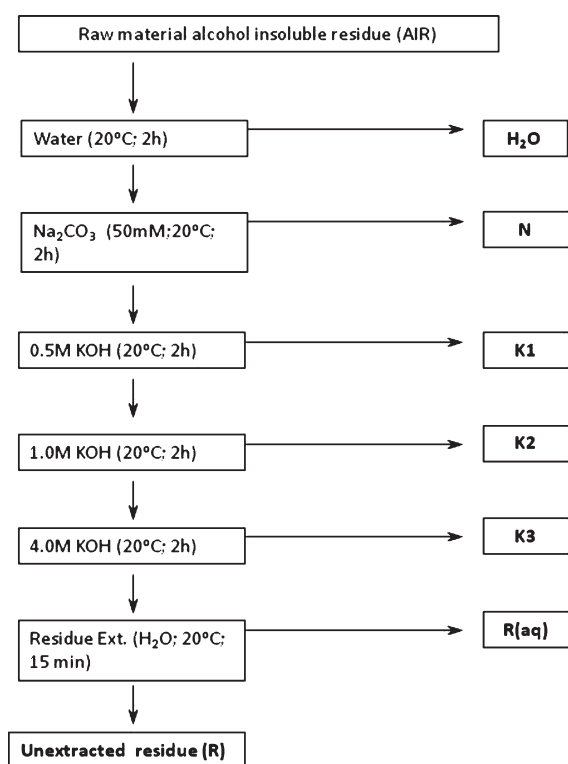 Raw material alcohol insoluble residue (AIR)
Water (20°C; 2h)
H₂O
Na₂CO₃ (50mM;20°C;
2h)
N
0.5M KOH (20°C; 2h)
K1
1.0M KOH (20°C; 2h)
K2
4.0M KOH (20°C; 2h)
K3
Residue Ext. (H₂O; 20°C;
15 min)
R(aq)
Unextracted residue (R)